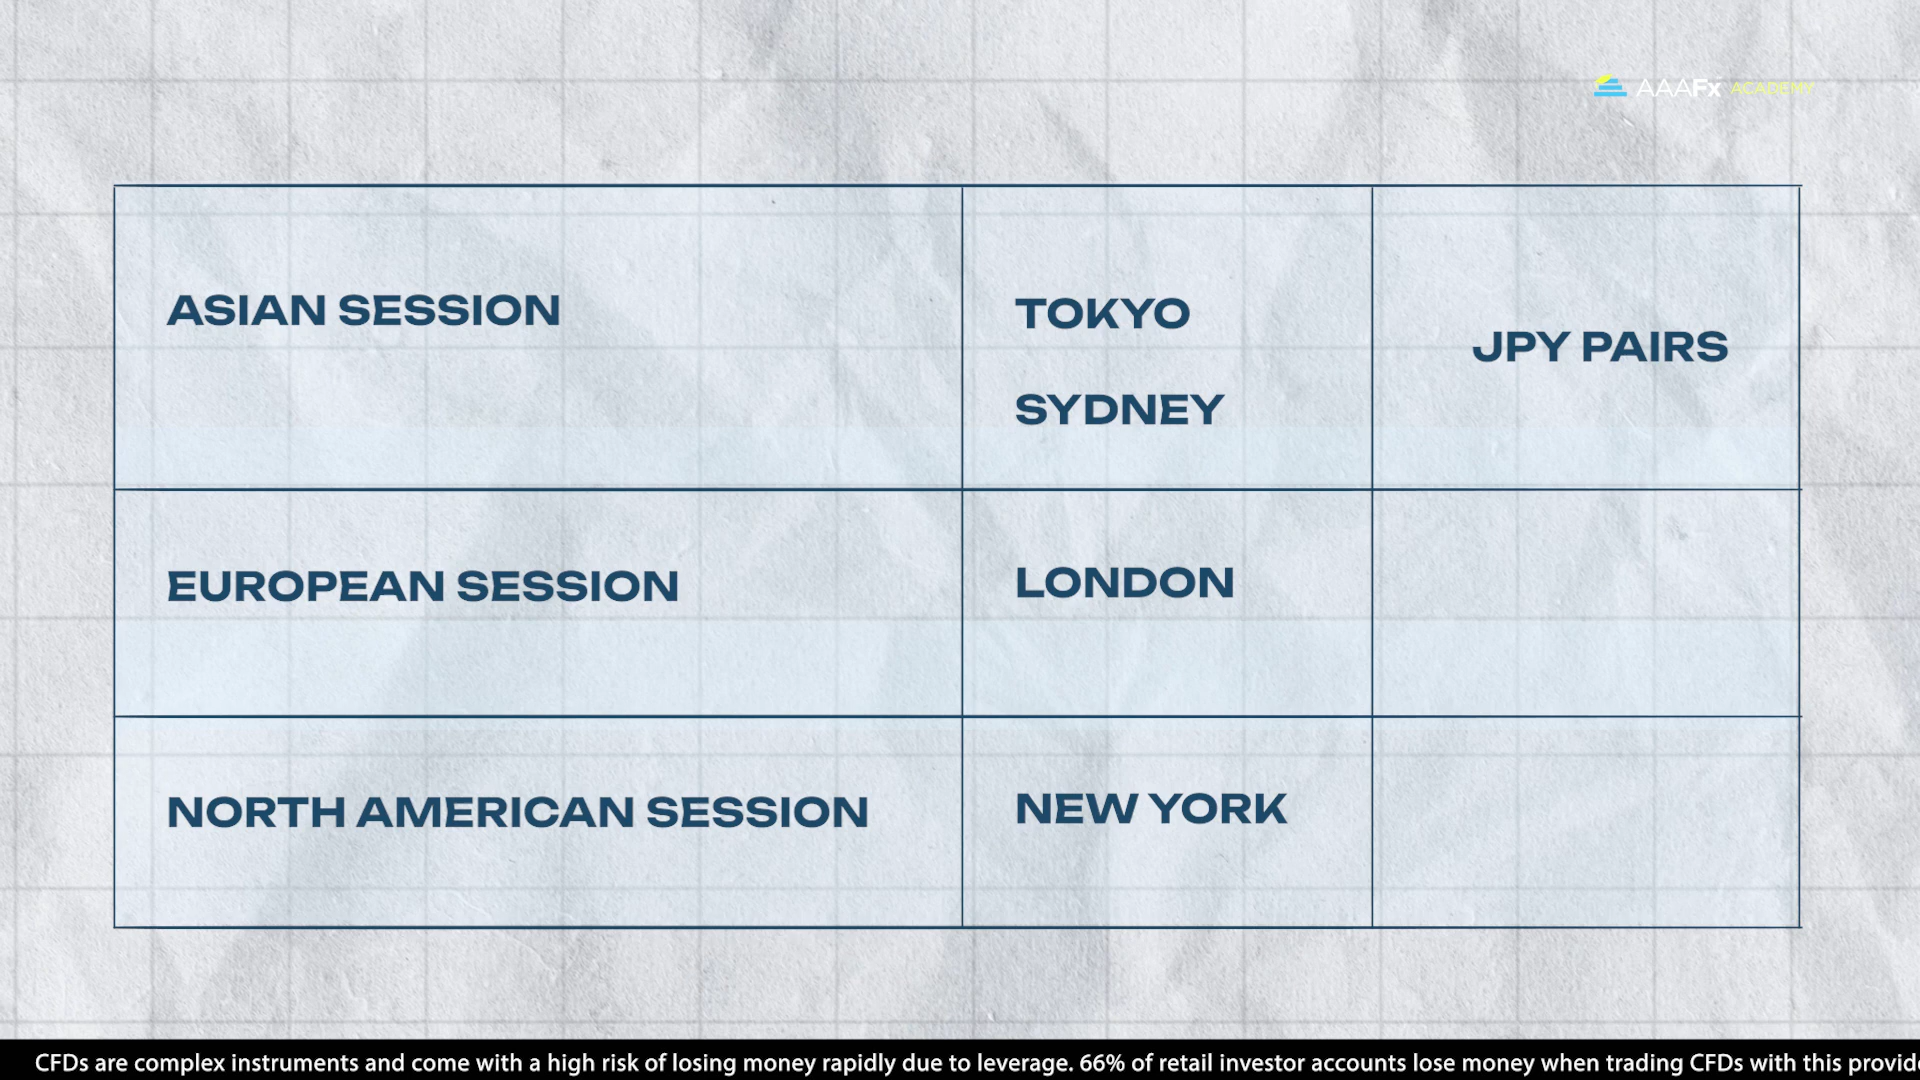 AAAFx ACADEMY
ASIAN SESSION
TOKYO
SYDNEY
JPY PAIRS
EUROPEAN SESSION
LONDON
NORTH AMERICAN SESSION
NEW YORK
CFDs are complex instruments and come with a high risk of losing money rapidly due to leverage. 66% of retail investor accounts lose money when trading CFDs with this